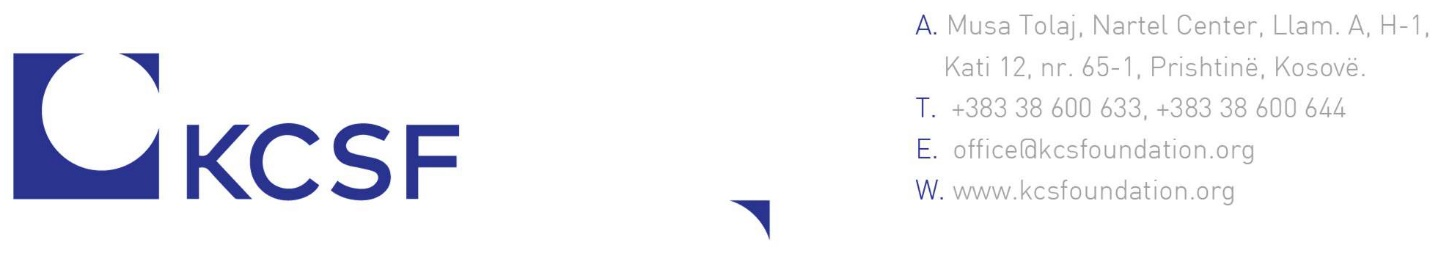 KCSF
A. Musa Tolaj, Nartel Center, Llam. A, H-1,
Kati 12, nr. 65-1, Prishtinë, Kosovë.
T. +383 38 600 633, +383 38 600 644
E. office@kcsfoundation.org
W. www.kcsfoundation.org